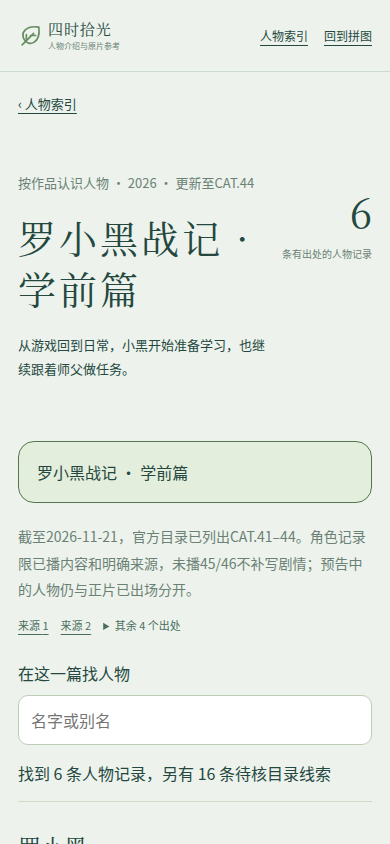 四时拾光
人物介绍与原片参考
人物索引
回到拼图
‹ 人物索引
按作品认识人物 · 2026 · 更新至CAT.44
罗小黑战记 ·
学前篇
6
条有出处的人物记录
从游戏回到日常，小黑开始准备学习，也继
续跟着师父做任务。
罗小黑战记 · 学前篇
截至2026-11-21，官方目录已列出CAT.41–44。角色记录
限已播内容和明确来源，未播45/46不补写剧情；预告中
的人物仍与正片已出场分开。
来源 1 来源 2 ▶ 其余 4 个出处
在这一篇找人物
名字或别名
找到 6 条人物记录，另有 16 条待核目录线索
罗小黑